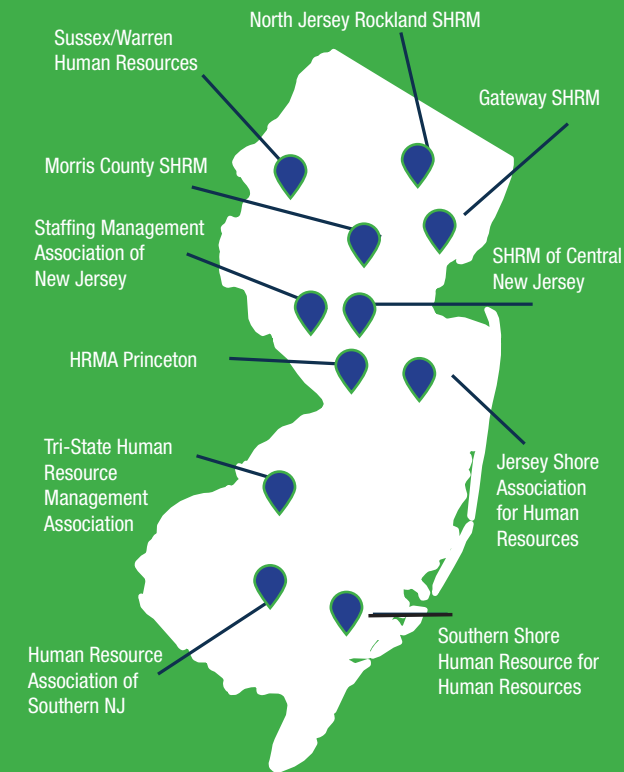 North Jersey Rockland SHRM
Sussex/Warren
Human Resources
Gateway SHRM
Morris County SHRM
Staffing Management
Association of
New Jersey
SHRM of Central
New Jersey
HRMA Princeton
Tri-State Human
Resource
Management
Association
Jersey Shore
Association
for Human
Resources
Human Resource
Association of
Southern NJ
Southern Shore
Human Resource for
Human Resources